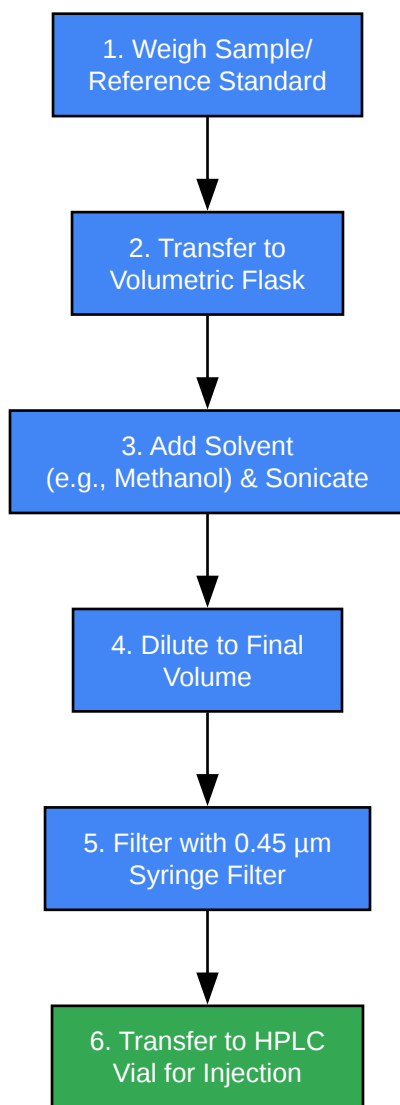 1. Weigh Sample/
Reference Standard
2. Transfer to
Volumetric Flask
3. Add Solvent
(e.g., Methanol) & Sonicate
4. Dilute to Final
Volume
5. Filter with 0.45 µm
Syringe Filter
6. Transfer to HPLC
Vial for Injection